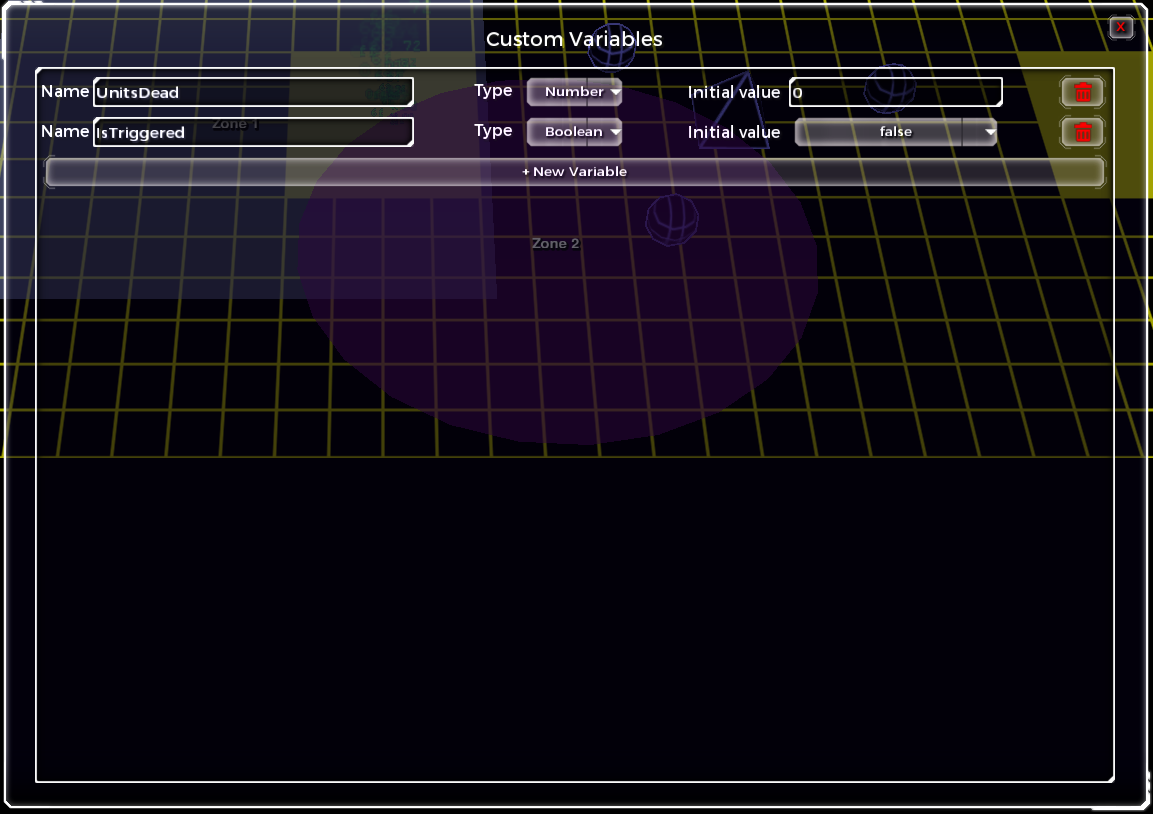 Custom Variables
Name UnitsDead Type Number Initial value 0
Name IsTriggered Type Boolean Initial value false
Zone 1
+ New Variable
Zone 2
72